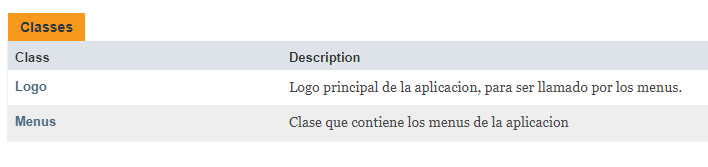 Classes
Class Description
Logo Logo principal de la aplicacion, para ser llamado por los menus.
Menus Clase que contiene los menus de la aplicacion